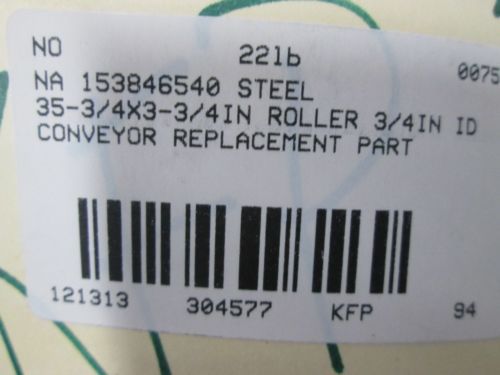 NO 22lb 0075
NA 153846540 STEEL
35-3/4X3-3/4IN ROLLER 3/4IN ID
CONVEYOR REPLACEMENT PART
121313 304577 KFP 94